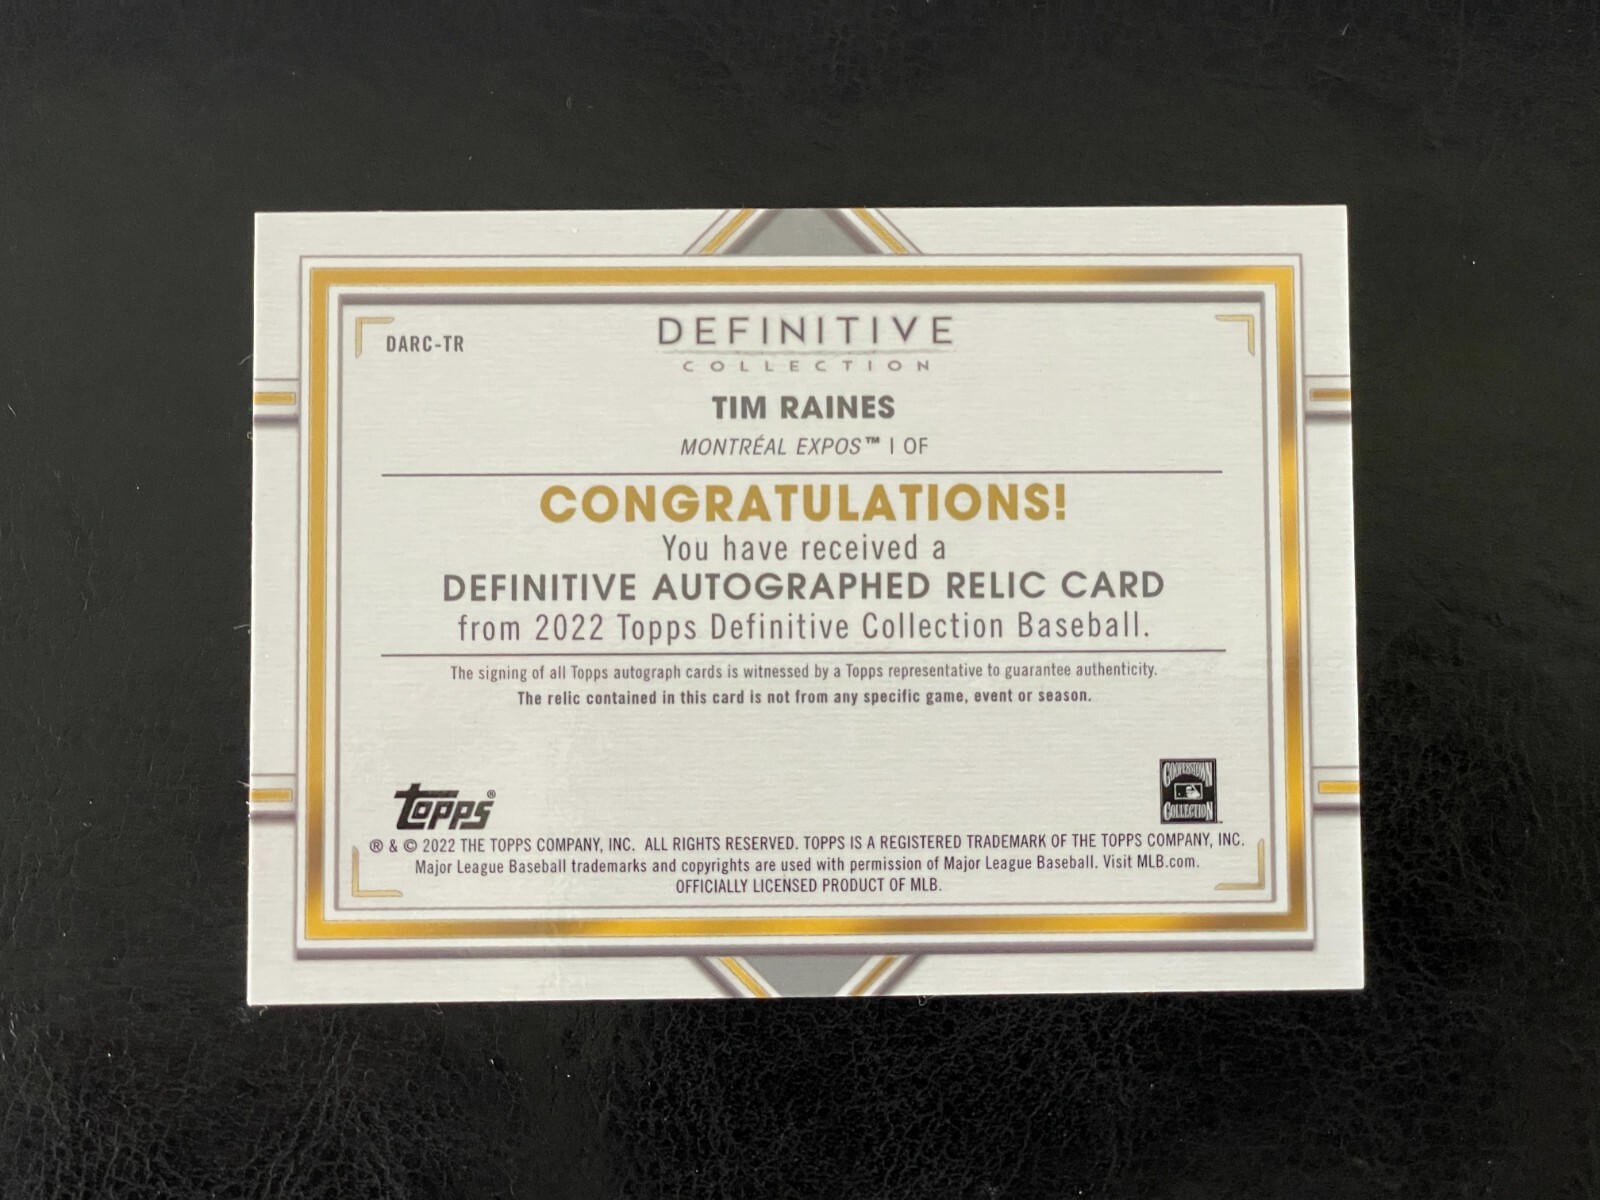 DARC-TR
DEFINITIVE
COLLECTION
TIM RAINES
MONTRÉAL EXPOS™ | OF
CONGRATULATIONS!
You have received a
DEFINITIVE AUTOGRAPHED RELIC CARD
from 2022 Topps Definitive Collection Baseball.
The signing of all Topps autograph cards is witnessed by a Topps representative to guarantee authenticity.
The relic contained in this card is not from any specific game, event or season.
topps®
COOPERSTOWN
COLLECTION
® & © 2022 THE TOPPS COMPANY, INC. ALL RIGHTS RESERVED. TOPPS IS A REGISTERED TRADEMARK OF THE TOPPS COMPANY, INC.
Major League Baseball trademarks and copyrights are used with permission of Major League Baseball. Visit MLB.com.
OFFICIALLY LICENSED PRODUCT OF MLB.